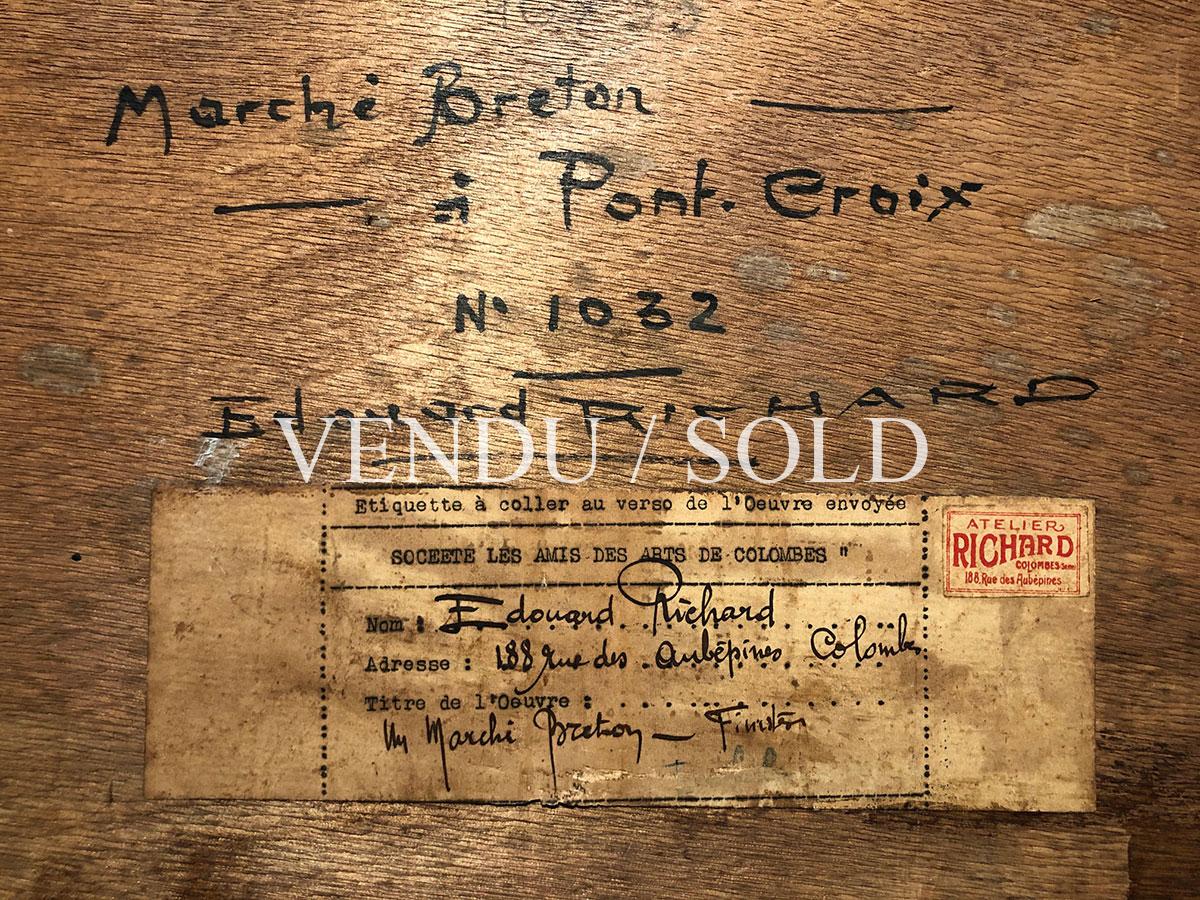 Marché Breton
à Pont-Croix
N° 1032
Edouard RICHARD
VENDU / SOLD
Etiquette à coller au verso de l'Oeuvre envoyée
SOCEETE LES AMIS DES ARTS DE COLOMBES "
ATELIER
RICHARD
COLOMBES
188, Rue des Aubépines
Nom : Edouard Richard
Adresse : 188 rue des Aubépines Colombes
Titre de l'Oeuvre :
Un Marché Breton — Finistère